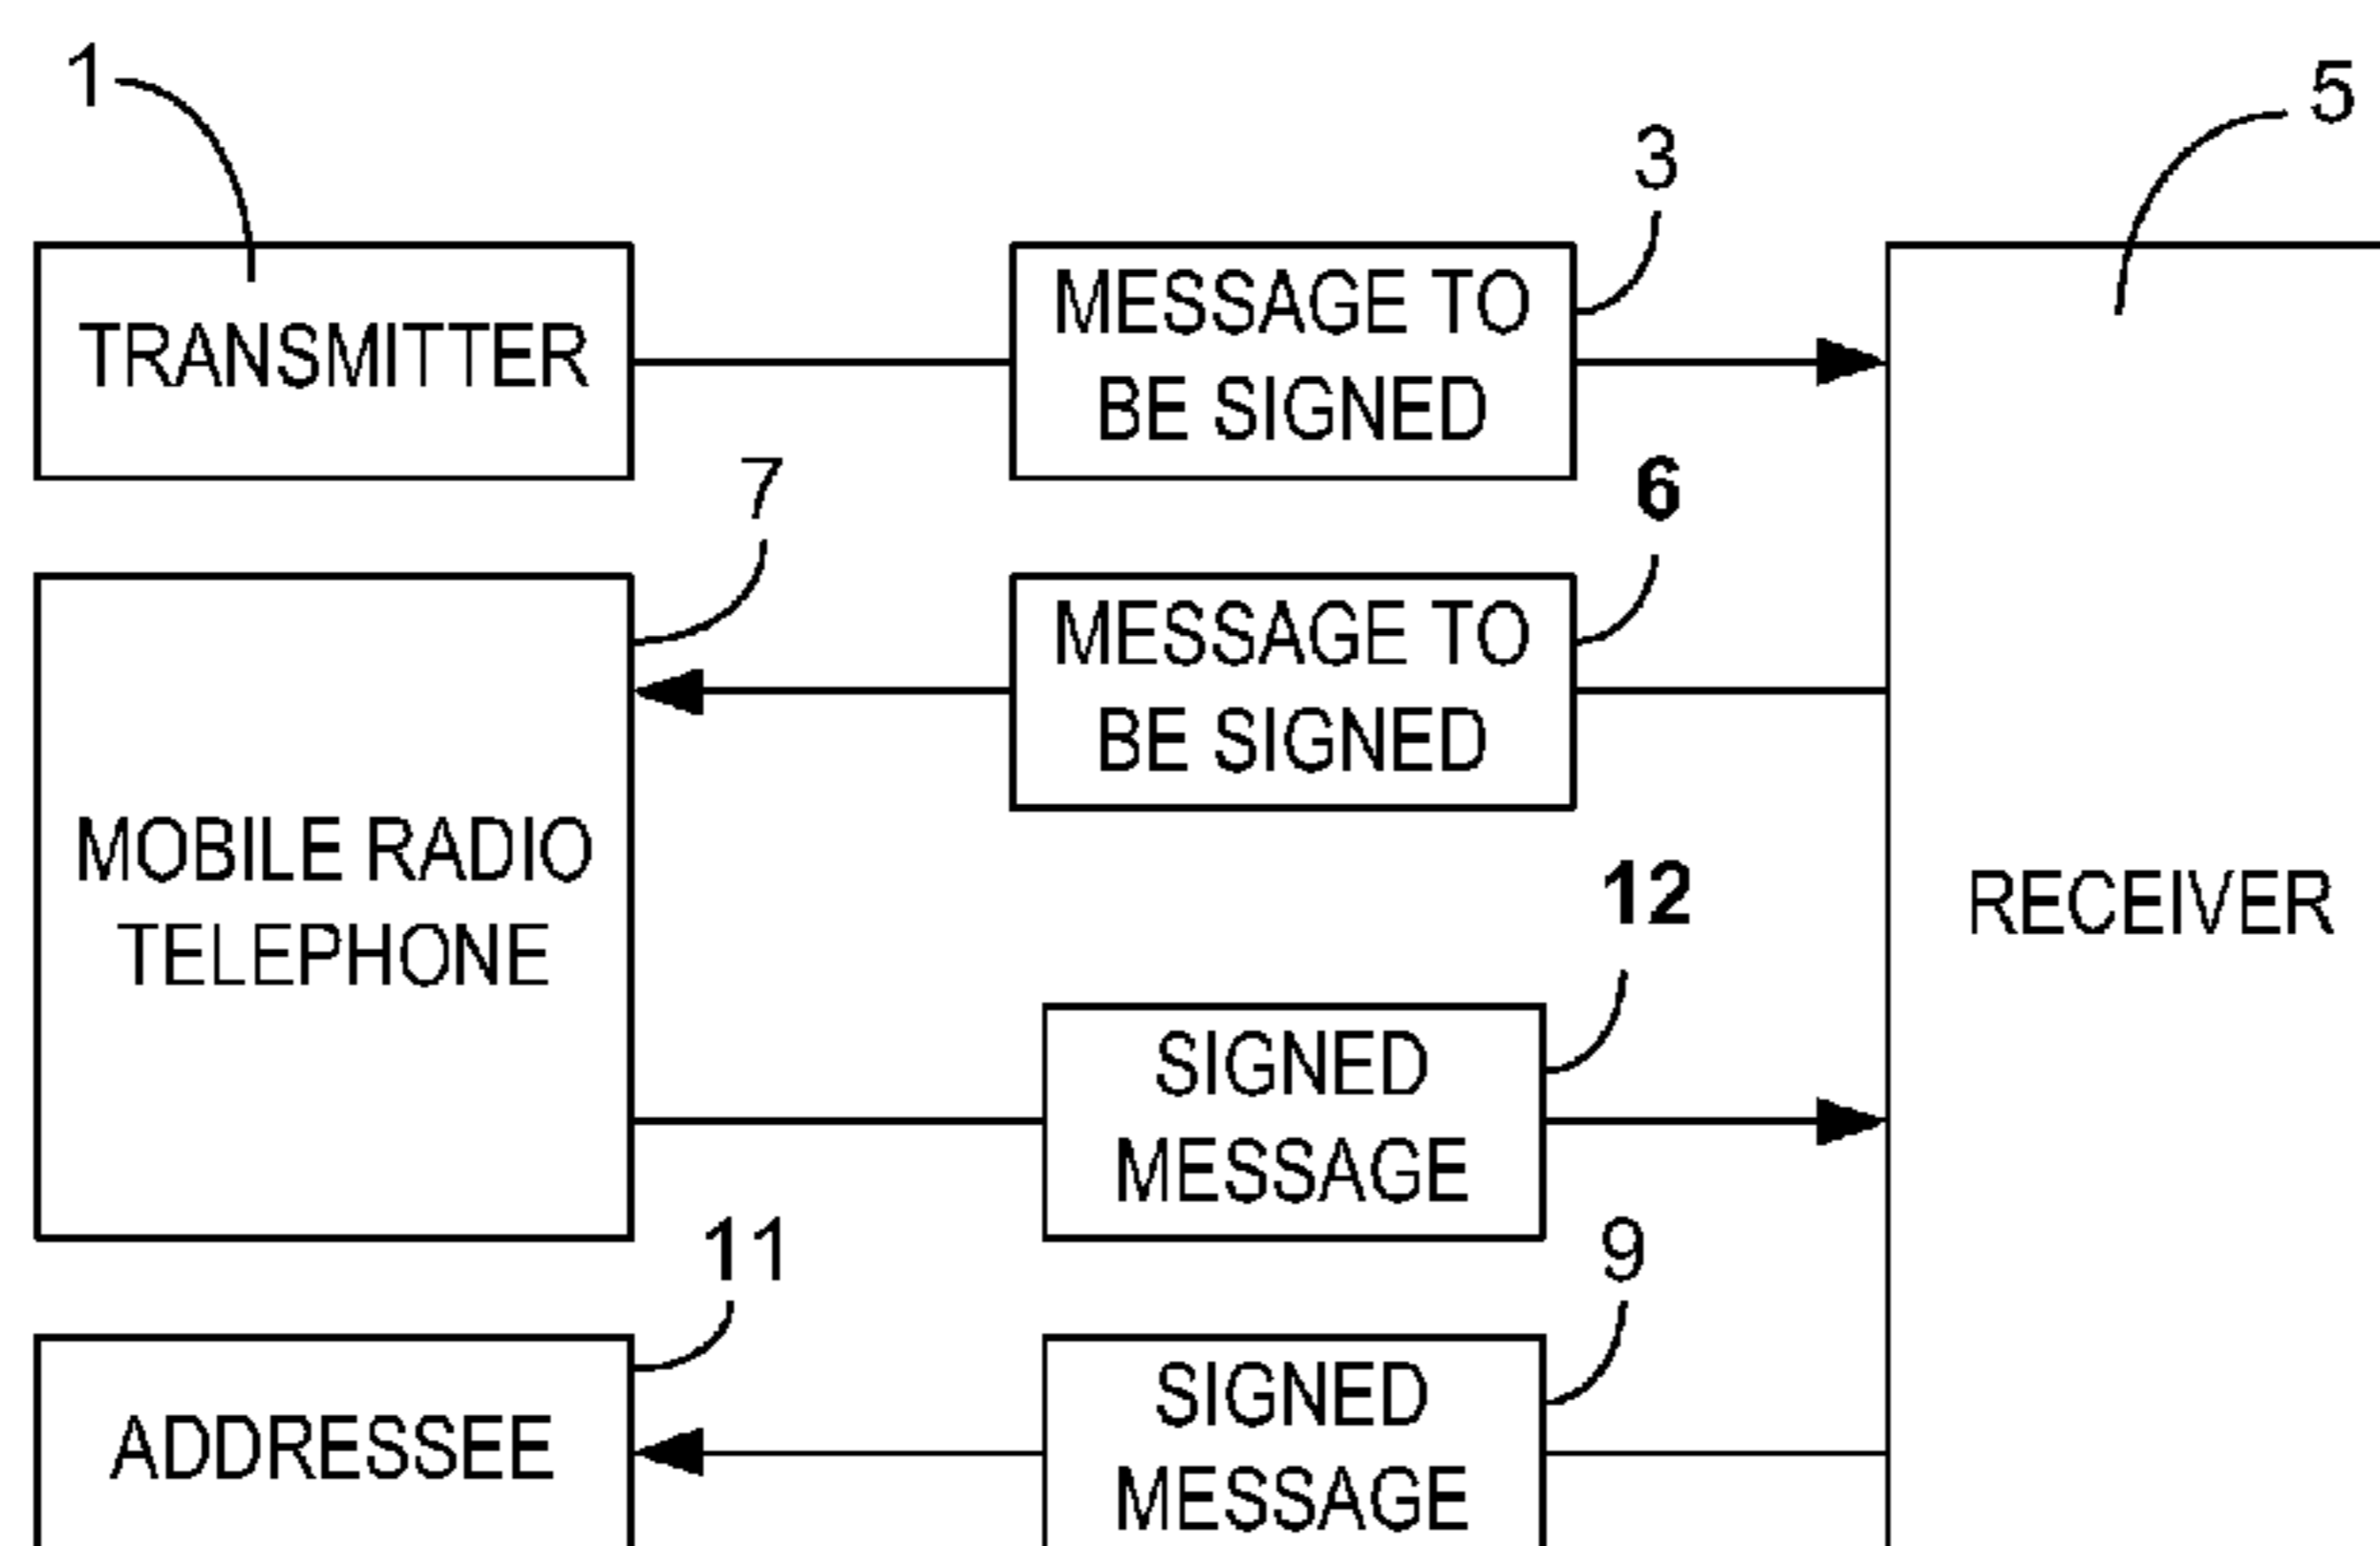 1
5
3
TRANSMITTER
MESSAGE TO
BE SIGNED
7
6
MESSAGE TO
BE SIGNED
MOBILE RADIO
TELEPHONE
12
RECEIVER
SIGNED
MESSAGE
11
9
ADDRESSEE
SIGNED
MESSAGE